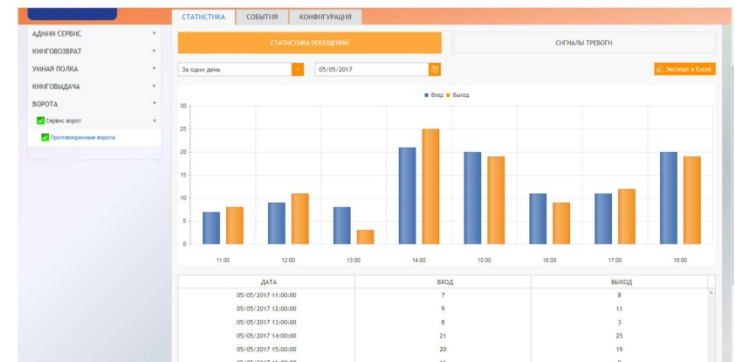 СТАТИСТИКА СОБЫТИЯ КОНФИГУРАЦИЯ
АДМИН СЕРВИС
КНИГОВОЗВРАТ
УМНАЯ ПОЛКА
КНИГОВЫДАЧА
ВОРОТА
Сервис ворот
Противокражные ворота
СТАТИСТИКА ПОСЕЩЕНИЙ СИГНАЛЫ ТРЕВОГИ
За один день 05/05/2017 Экспорт в Excel
Вход Выход
30
25
20
15
10
5
0
11:00 12:00 13:00 14:00 15:00 16:00 17:00 18:00
ДАТА ВХОД ВЫХОД
05/05/2017 11:00:00 7 8
05/05/2017 12:00:00 9 11
05/05/2017 13:00:00 8 3
05/05/2017 14:00:00 21 25
05/05/2017 15:00:00 20 19